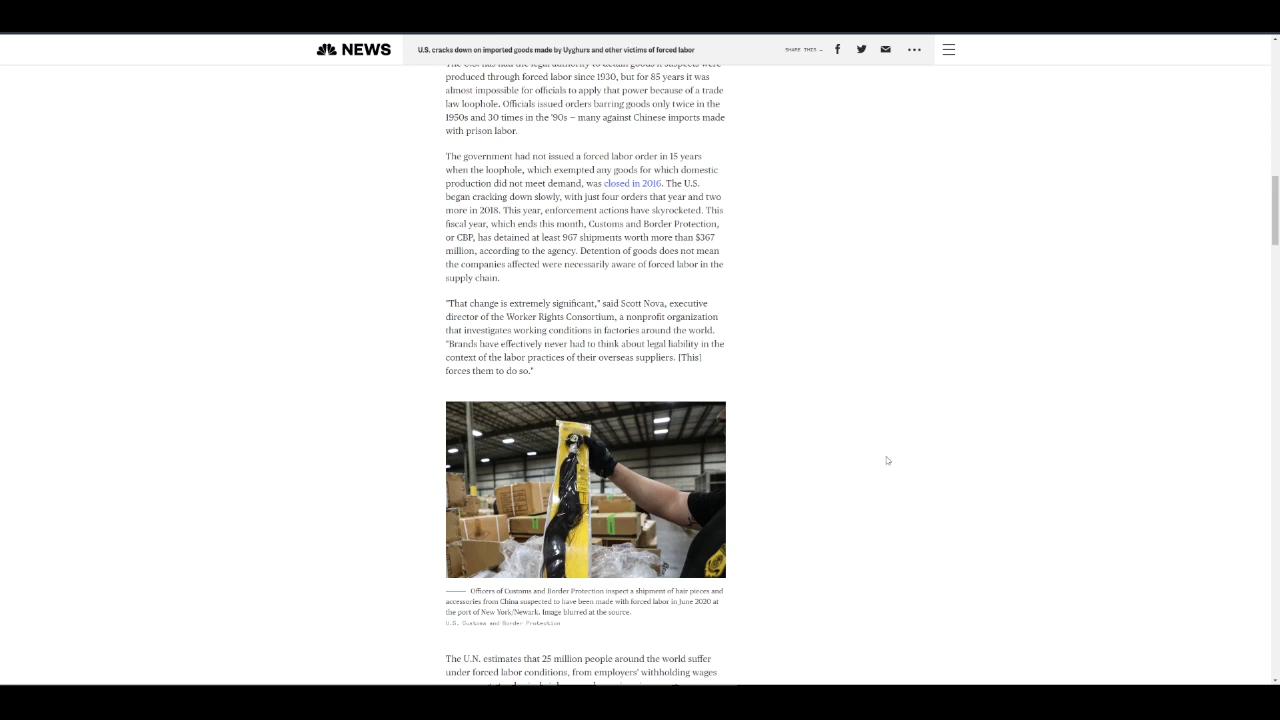 NEWS
U.S. cracks down on imported goods made by Uyghurs and other victims of forced labor
SHARE THIS —
The U.S. has had the legal authority to detain goods it suspects were
produced through forced labor since 1930, but for 85 years it was
almost impossible for officials to apply that power because of a trade
law loophole. Officials issued orders barring goods only twice in the
1950s and 30 times in the '90s — many against Chinese imports made
with prison labor.
The government had not issued a forced labor order in 15 years
when the loophole, which exempted any goods for which domestic
production did not meet demand, was closed in 2016. The U.S.
began cracking down slowly, with just four orders that year and two
more in 2018. This year, enforcement actions have skyrocketed. This
fiscal year, which ends this month, Customs and Border Protection,
or CBP, has detained at least 967 shipments worth more than $367
million, according to the agency. Detention of goods does not mean
the companies affected were necessarily aware of forced labor in the
supply chain.
"That change is extremely significant," said Scott Nova, executive
director of the Worker Rights Consortium, a nonprofit organization
that investigates working conditions in factories around the world.
"Brands have effectively never had to think about legal liability in the
context of the labor practices of their overseas suppliers. [This]
forces them to do so."
Officers of Customs and Border Protection inspect a shipment of hair pieces and
accessories from China suspected to have been made with forced labor in June 2020 at
the port of New York/Newark. Image blurred at the source.
U.S. Customs and Border Protection
The U.N. estimates that 25 million people around the world suffer
under forced labor conditions, from employers' withholding wages